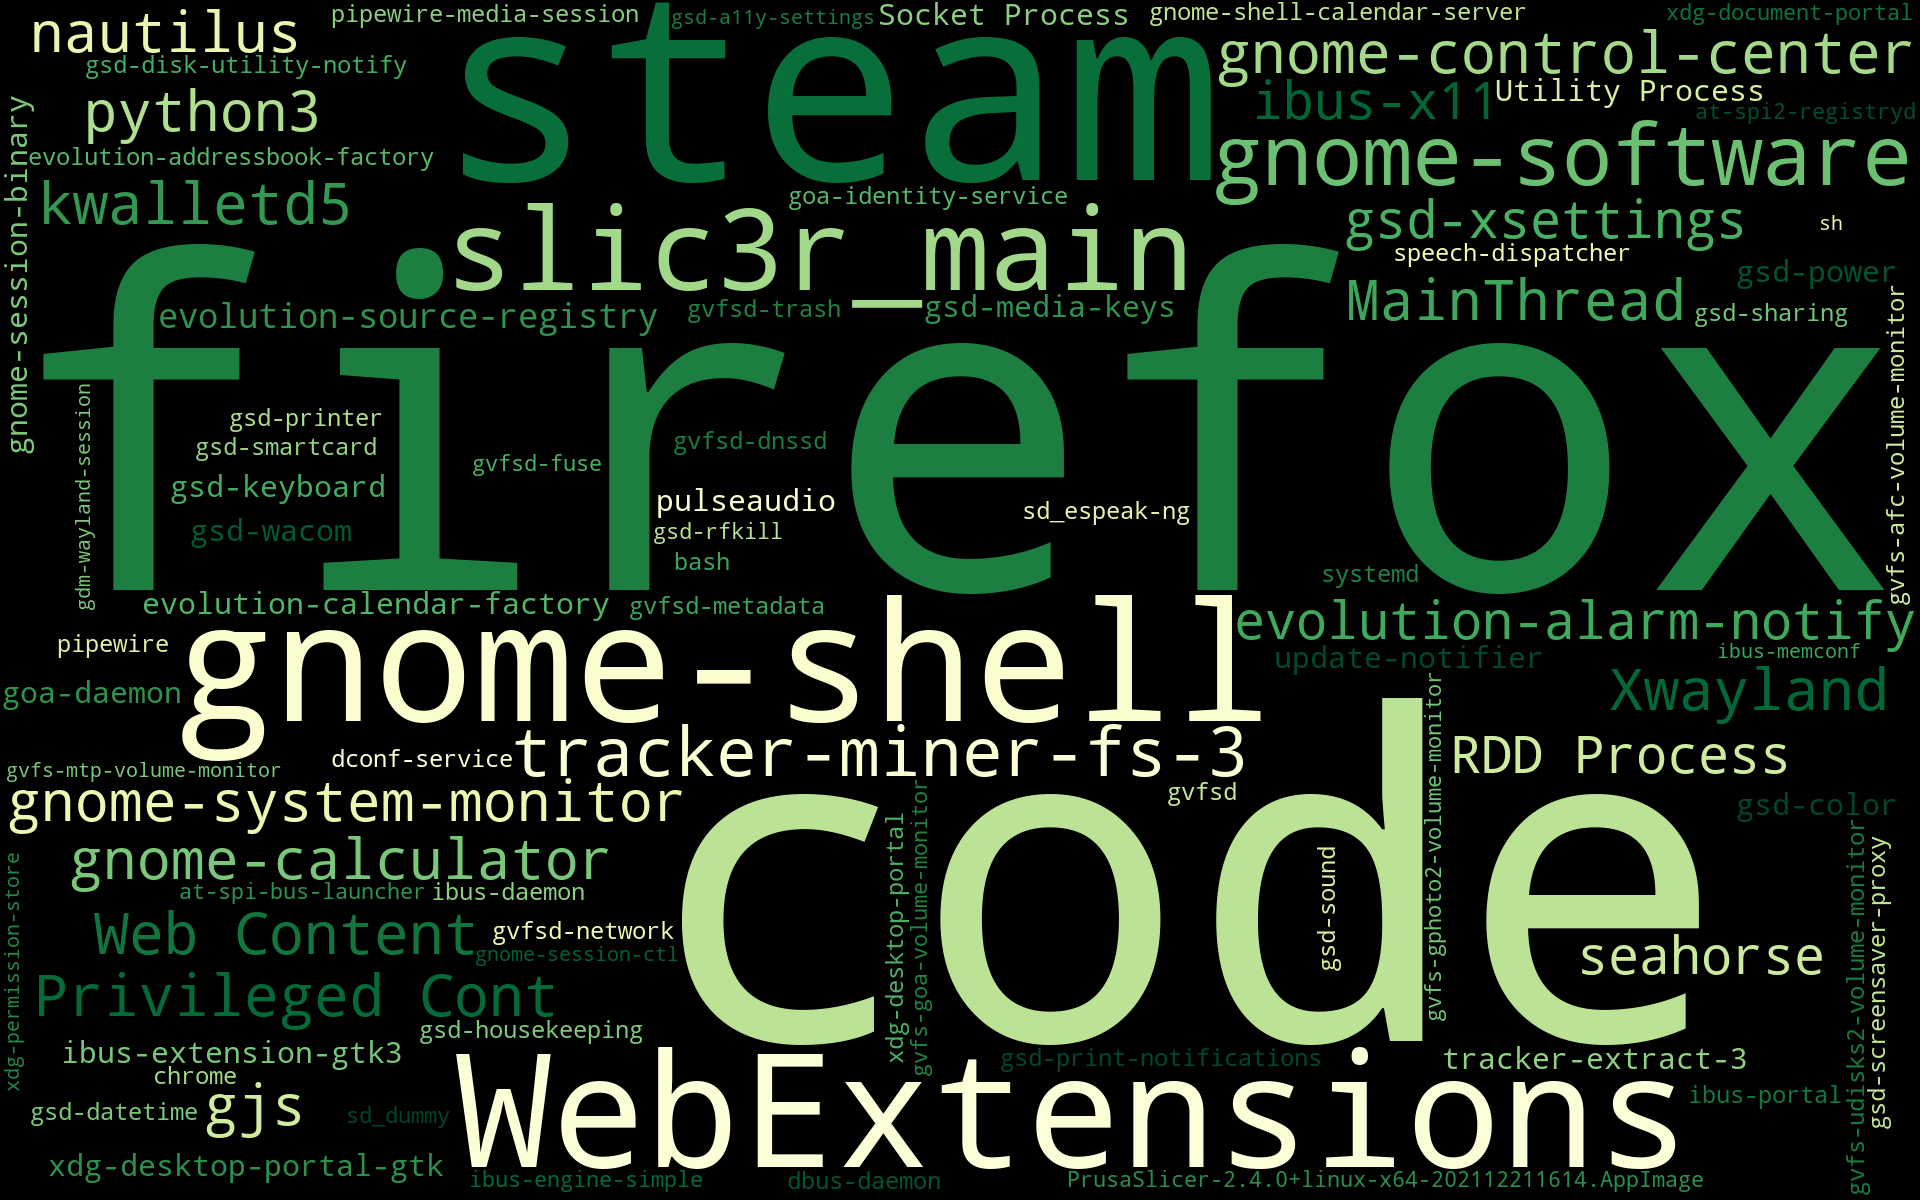 pipewire-media-session
gsd-a11y-settings
Socket Process
gnome-shell-calendar-server
xdg-document-portal
nautilus
steam
gnome-control-center
gsd-disk-utility-notify
python3
ibus-x11
Utility Process
at-spi2-registryd
gnome-session-binary
evolution-addressbook-factory
gnome-software
kwalletd5
goa-identity-service
slic3r_main
gsd-xsettings
sh
speech-dispatcher
gsd-power
firefox
evolution-source-registry
gvfsd-trash
gsd-media-keys
MainThread
gsd-sharing
gvfs-afc-volume-monitor
gdm-wayland-session
gsd-printer
gsd-smartcard
gvfsd-dnssd
gvfsd-fuse
gsd-keyboard
pulseaudio
sd_espeak-ng
gsd-wacom
gsd-rfkill
bash
systemd
evolution-calendar-factory
gvfsd-metadata
evolution-alarm-notify
pipewire
gnome-shell
update-notifier
ibus-memconf
goa-daemon
Xwayland
dconf-service
tracker-miner-fs-3
gvfs-gphoto2-volume-monitor
RDD Process
gvfs-mtp-volume-monitor
gnome-system-monitor
gvfsd
gsd-color
code
gnome-calculator
xdg-desktop-portal
gvfs-goa-volume-monitor
gsd-sound
gvfs-udisks2-volume-monitor
gsd-screensaver-proxy
xdg-permission-store
at-spi-bus-launcher
ibus-daemon
Web Content
gvfsd-network
gnome-session-ctl
seahorse
Privileged Cont
gsd-housekeeping
ibus-extension-gtk3
gsd-print-notifications
tracker-extract-3
chrome
WebExtensions
gsd-datetime
gjs
sd_dummy
ibus-portal
xdg-desktop-portal-gtk
ibus-engine-simple
dbus-daemon
PrusaSlicer-2.4.0+linux-x64-202112211614.AppImage